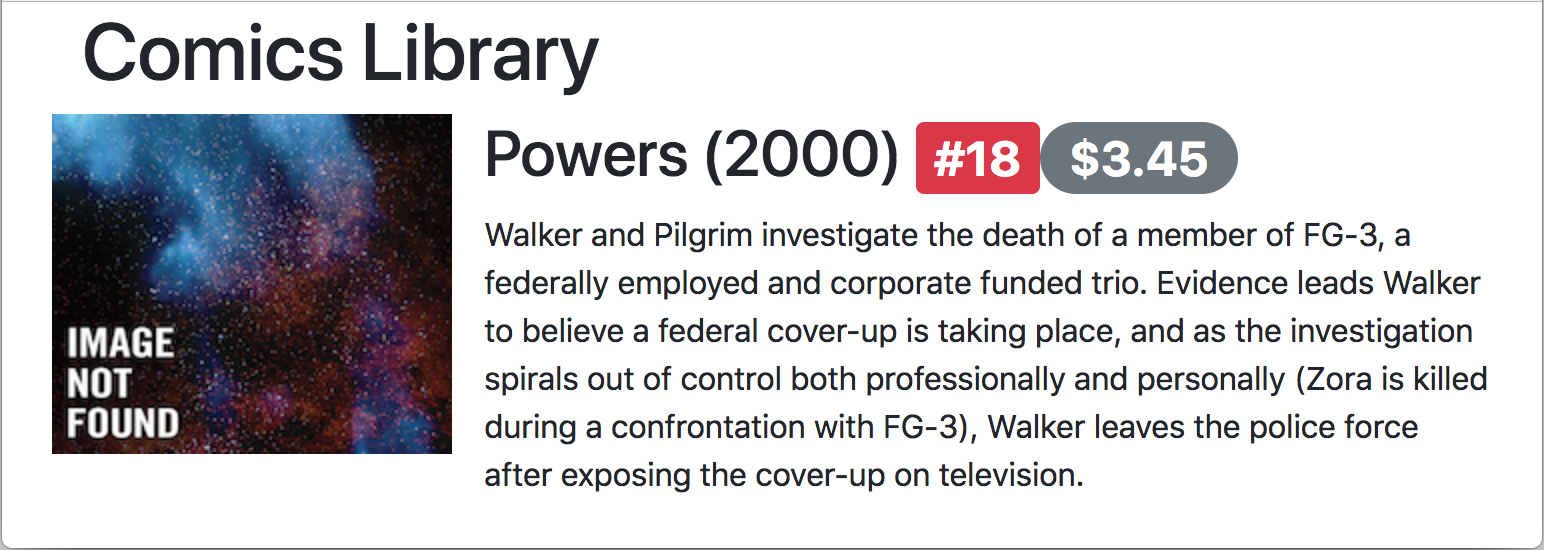 Comics Library
Powers (2000) #18 $3.45
Walker and Pilgrim investigate the death of a member of FG-3, a
federally employed and corporate funded trio. Evidence leads Walker
to believe a federal cover-up is taking place, and as the investigation
spirals out of control both professionally and personally (Zora is killed
during a confrontation with FG-3), Walker leaves the police force
after exposing the cover-up on television.
IMAGE
NOT
FOUND